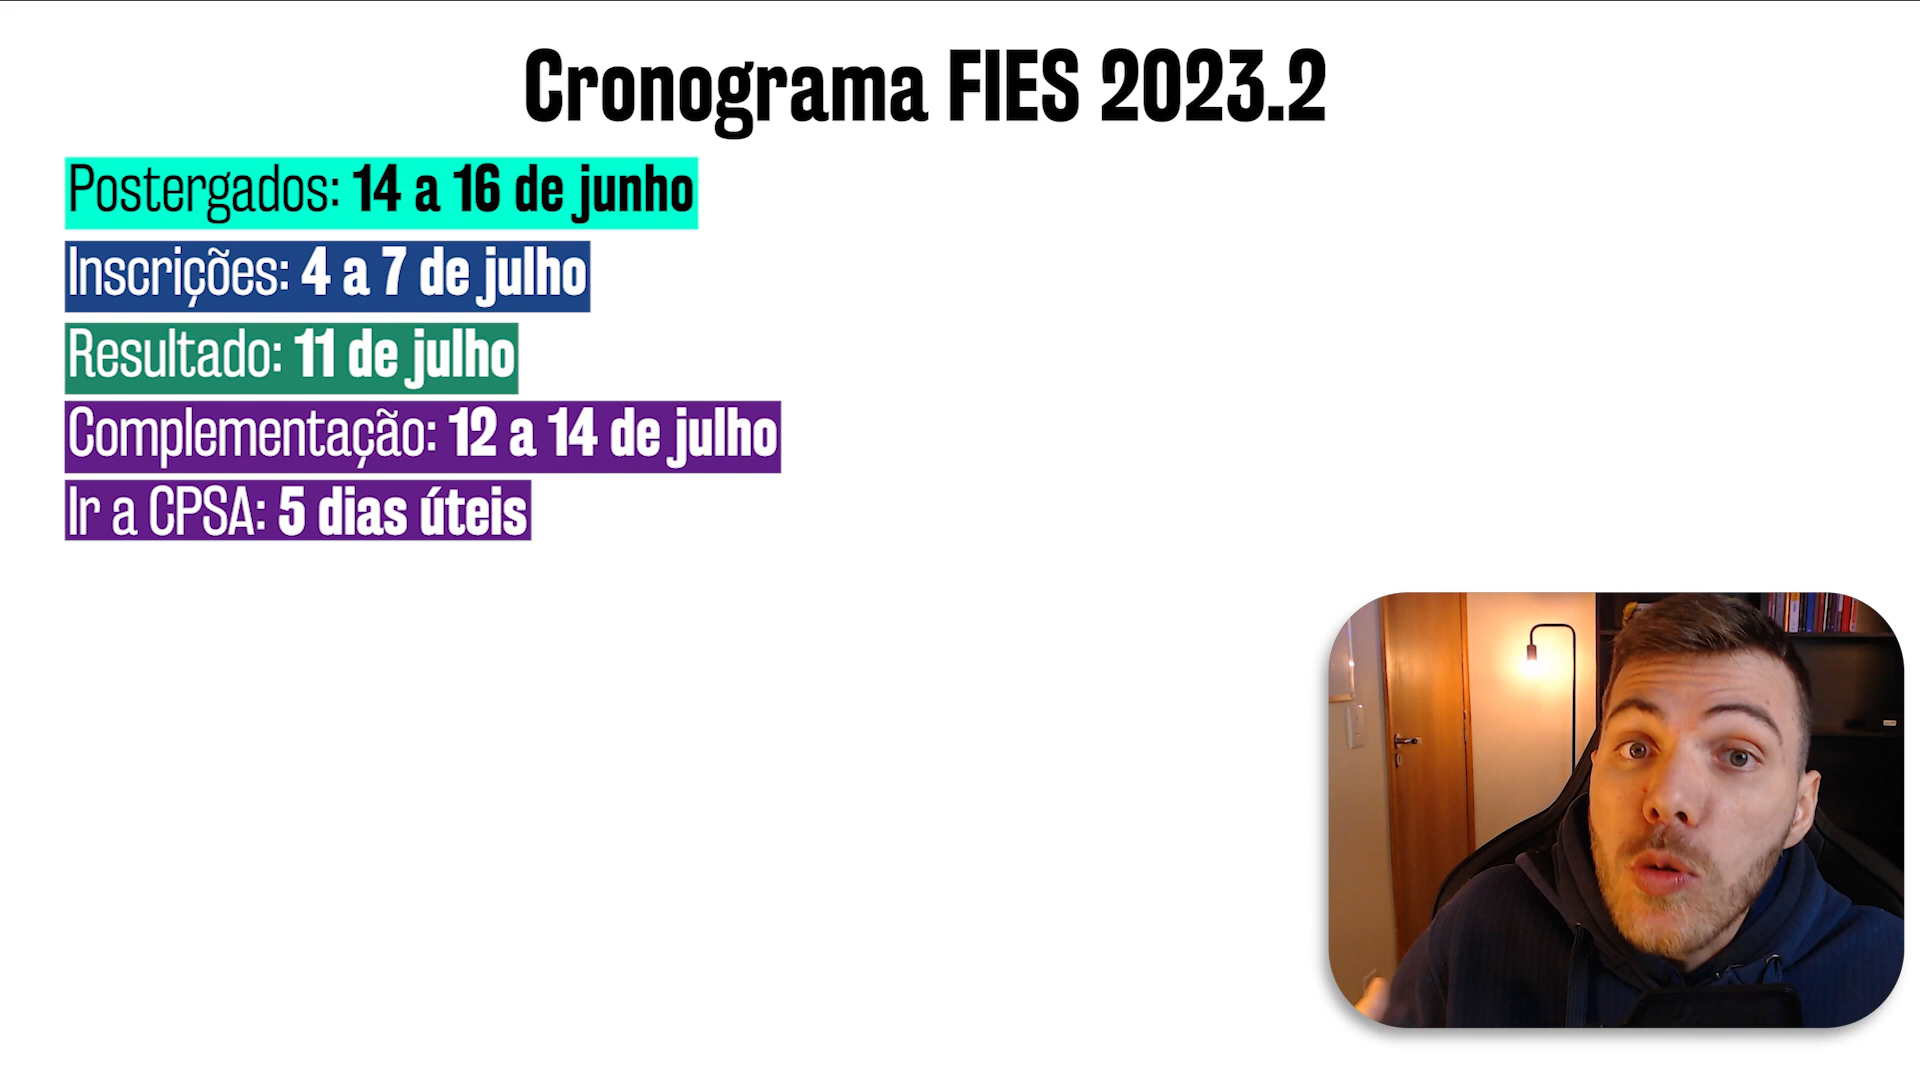 Cronograma FIES 2023.2
Postergados: 14 a 16 de junho
Inscrições: 4 a 7 de julho
Resultado: 11 de julho
Complementação: 12 a 14 de julho
Ir a CPSA: 5 dias úteis